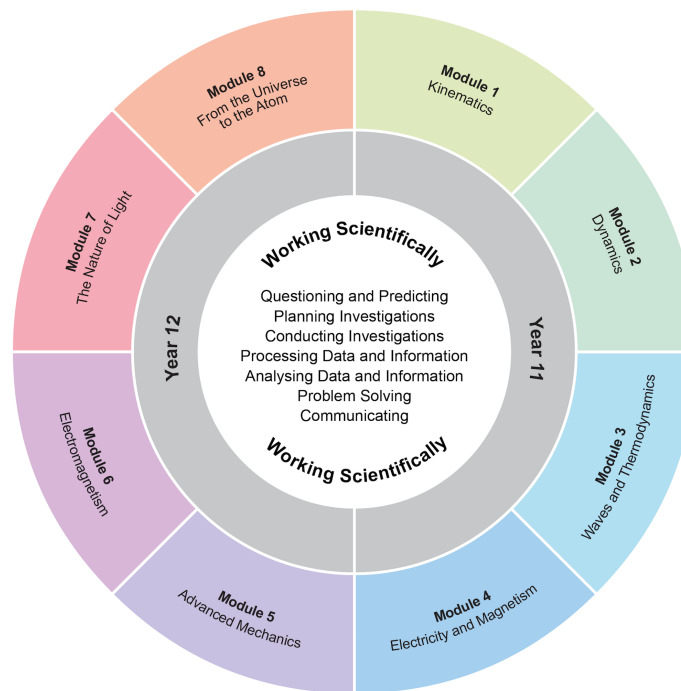 Module 1
Kinematics
Module 2
Dynamics
Module 3
Waves and Thermodynamics
Module 4
Electricity and Magnetism
Module 5
Advanced Mechanics
Module 6
Electromagnetism
Module 7
The Nature of Light
Module 8
From the Universe
to the Atom
Year 11
Year 12
Working Scientifically
Questioning and Predicting
Planning Investigations
Conducting Investigations
Processing Data and Information
Analysing Data and Information
Problem Solving
Communicating
Working Scientifically